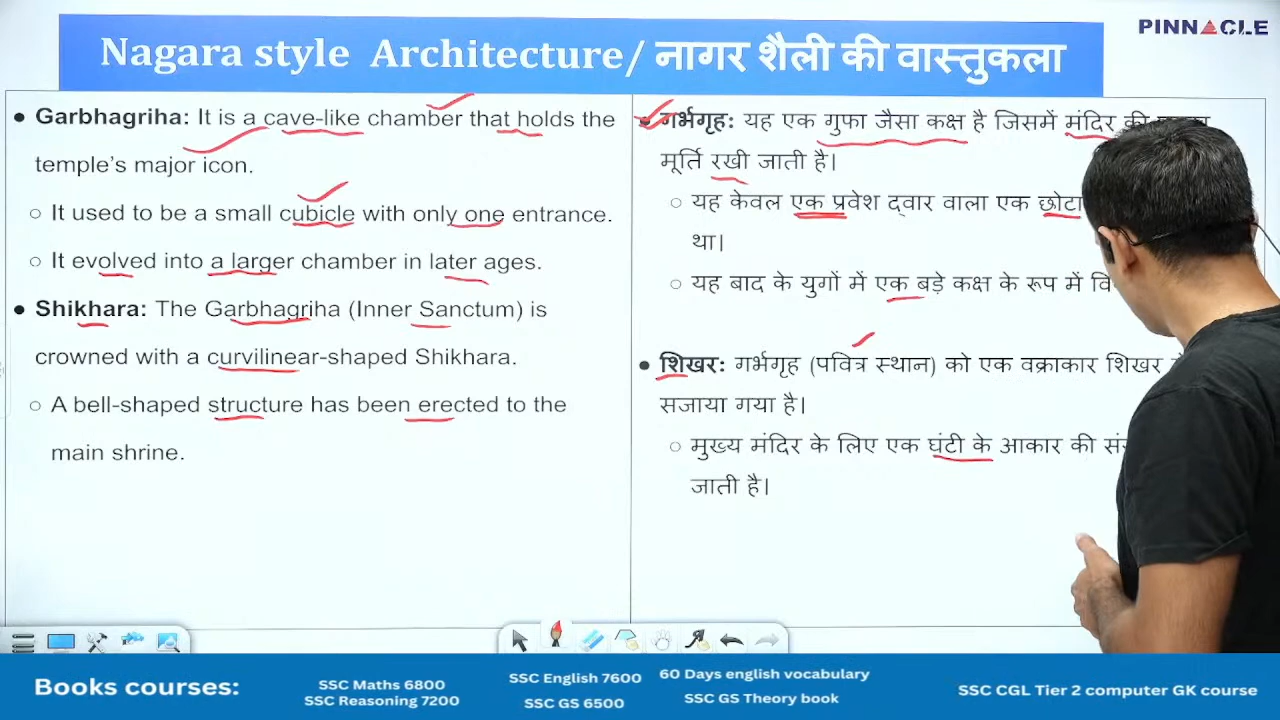 PINNACLE
Nagara style Architecture/ नागर शैली की वास्तुकला
● Garbhagriha: It is a cave-like chamber that holds the
temple's major icon.
○ It used to be a small cubicle with only one entrance.
○ It evolved into a larger chamber in later ages.
● Shikhara: The Garbhagriha (Inner Sanctum) is
crowned with a curvilinear-shaped Shikhara.
○ A bell-shaped structure has been erected to the
main shrine.
● गर्भगृह: यह एक गुफा जैसा कक्ष है जिसमें मंदिर की
मूर्ति रखी जाती है।
○ यह केवल एक प्रवेश द्वार वाला एक छोटा
था।
○ यह बाद के युगों में एक बड़े कक्ष के रूप में
● शिखर: गर्भगृह (पवित्र स्थान) को एक वक्राकार शिखर
सजाया गया है।
○ मुख्य मंदिर के लिए एक घंटी के आकार की
जाती है।
Books courses:
SSC Maths 6800
SSC Reasoning 7200
SSC English 7600
SSC GS 6500
60 Days english vocabulary
SSC GS Theory book
SSC CGL Tier 2 computer GK course